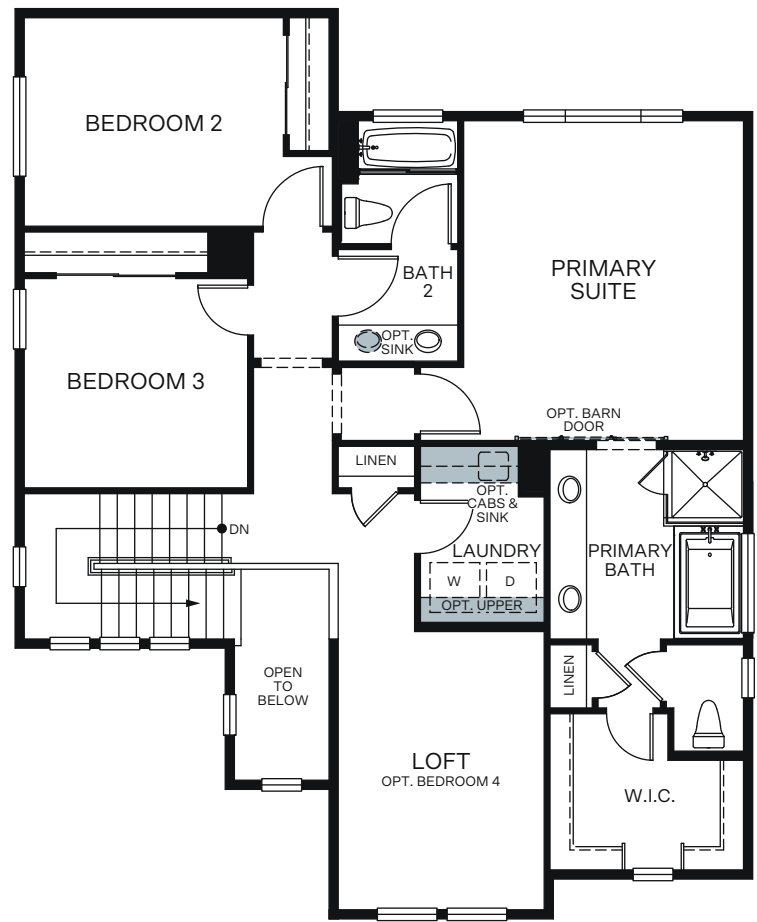 BEDROOM 2
PRIMARY
SUITE
BATH
2
OPT.
SINK
BEDROOM 3
OPT. BARN
DOOR
LINEN
OPT.
CABS &
SINK
DN
LAUNDRY
PRIMARY
BATH
W
D
OPT. UPPER
LINEN
OPEN
TO
BELOW
LOFT
OPT. BEDROOM 4
W.I.C.